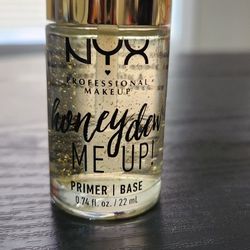 NYX
PROFESSIONAL
MAKEUP
honeydew
ME UP!
PRIMER | BASE
0.74 fl. oz. / 22 mL